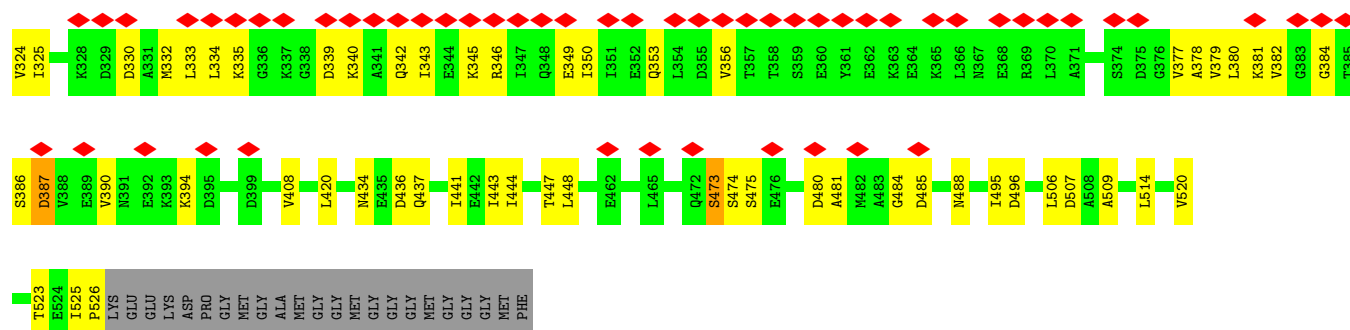 V324 I325 K328 D329 D330 A331 M332 L333 L334 K335 G336 K337 G338 D339 K340 A341 Q342 I343 E344 K345 R346 I347 Q348 E349 I350 I351 E352 Q353 L354 D355 V356 T357 T358 S359 E360 Y361 E362 K363 E364 K365 L366 N367 E368 R369 L370 A371 S374 D375 G376 V377 A378 V379 L380 K381 V382 G383 G384 T385
S386 D387 V388 E389 V390 N391 E392 K393 K394 D395 D399 V408 L420 N434 E435 D436 Q437 I441 E442 I443 I444 T447 L448 E462 L465 Q472 S473 S474 S475 E476 D480 A481 M482 A483 G484 D485 N488 I495 D496 L506 D507 A508 A509 L514 V520
T523 E524 I525 P526 LYS GLU GLU LYS ASP PRO GLY MET GLY ALA MET GLY GLY MET GLY GLY GLY MET PHE